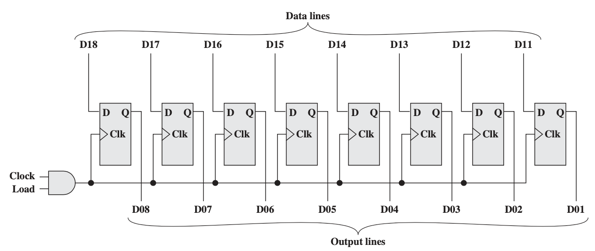 Data lines
D18 D17 D16 D15 D14 D13 D12 D11
D Q D Q D Q D Q D Q D Q D Q D Q
Clk Clk Clk Clk Clk Clk Clk Clk
Clock
Load
D08 D07 D06 D05 D04 D03 D02 D01
Output lines